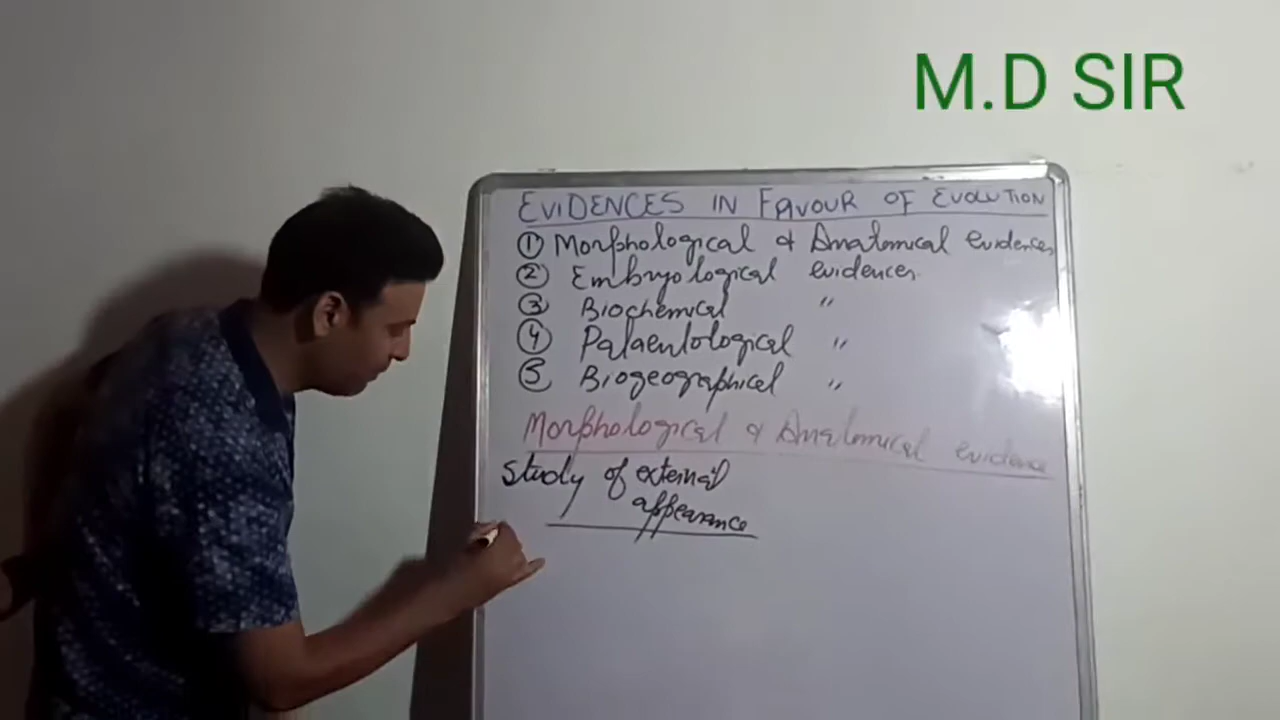 M.D SIR
EVIDENCES IN FAVOUR OF EVOLUTION
① Morphological & Anatomical evidences
② Embryological evidences
③ Biochemical "
④ Palaentological "
⑤ Biogeographical "
Morphological & Anatomical evidence
Study of external
appearance